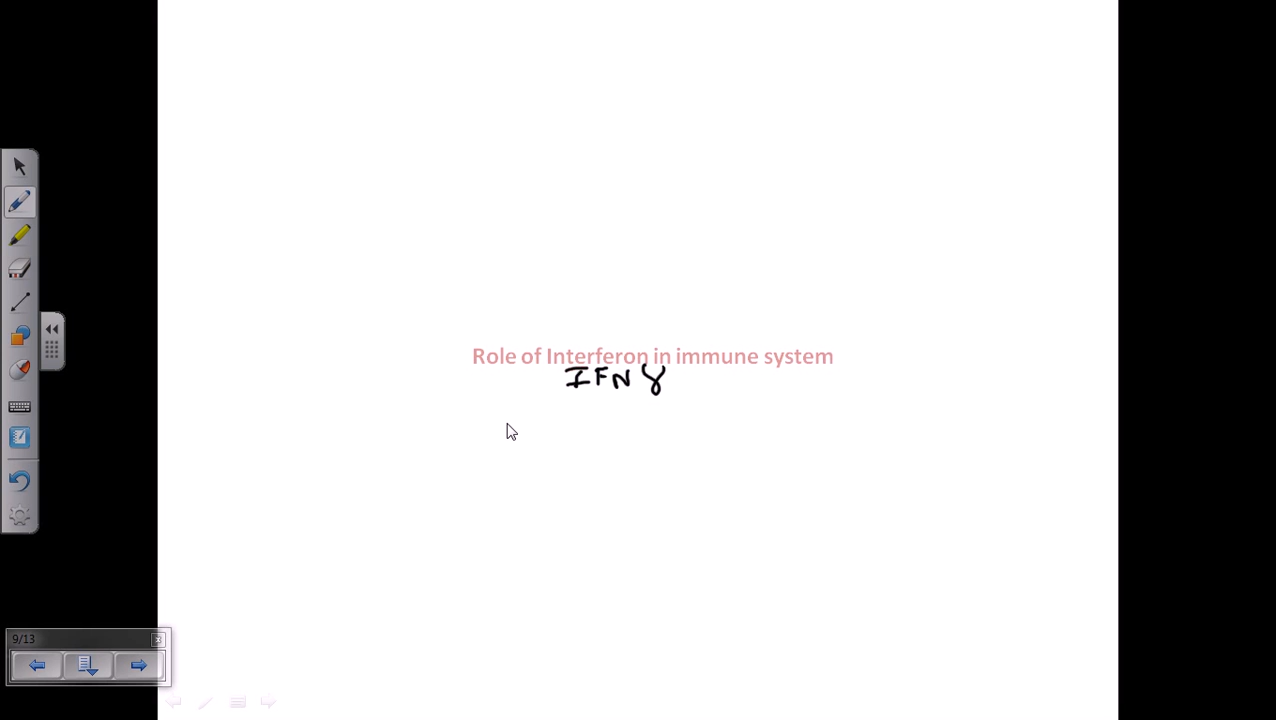 Role of Interferon in immune system
IFN γ
9/13